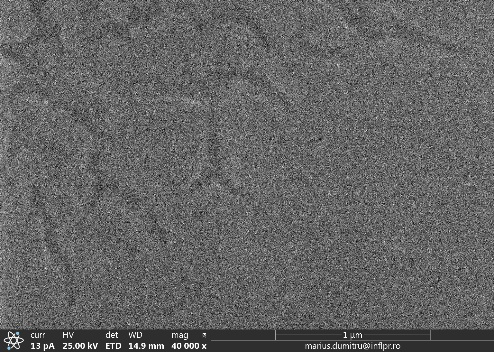 curr HV det WD mag 1 µm
13 pA 25.00 kV ETD 14.9 mm 40 000 x marius.dumitru@inflpr.ro